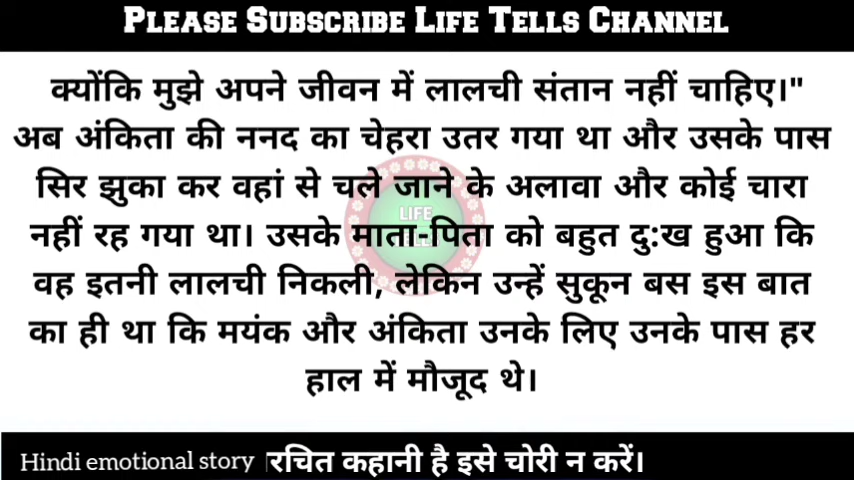 PLEASE SUBSCRIBE LIFE TELLS CHANNEL
क्योंकि मुझे अपने जीवन में लालची संतान नहीं चाहिए।"
अब अंकिता की ननद का चेहरा उतर गया था और उसके पास
सिर झुका कर वहां से चले जाने के अलावा और कोई चारा
नहीं रह गया था। उसके माता-पिता को बहुत दु:ख हुआ कि
वह इतनी लालची निकली, लेकिन उन्हें सुकून बस इस बात
का ही था कि मयंक और अंकिता उनके लिए उनके पास हर
हाल में मौजूद थे।
LIFE
TELLS
Hindi emotional story रचित कहानी है इसे चोरी न करें।